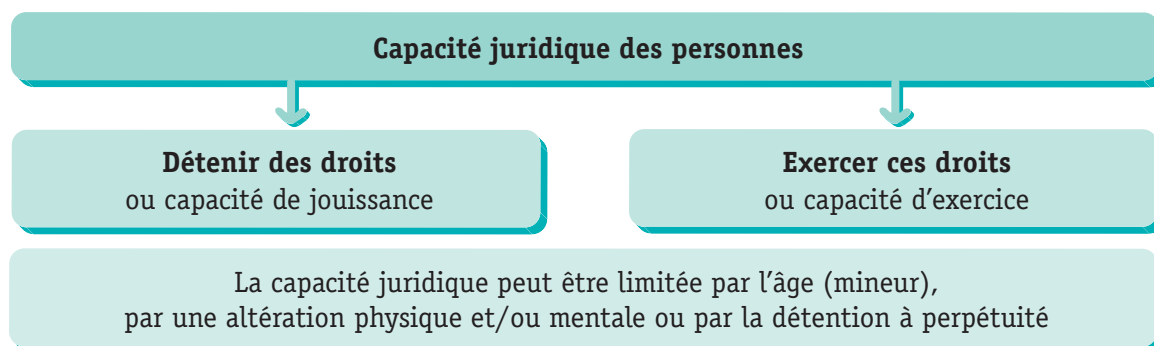 Capacité juridique des personnes
Détenir des droits
ou capacité de jouissance
Exercer ces droits
ou capacité d'exercice
La capacité juridique peut être limitée par l'âge (mineur),
par une altération physique et/ou mentale ou par la détention à perpétuité